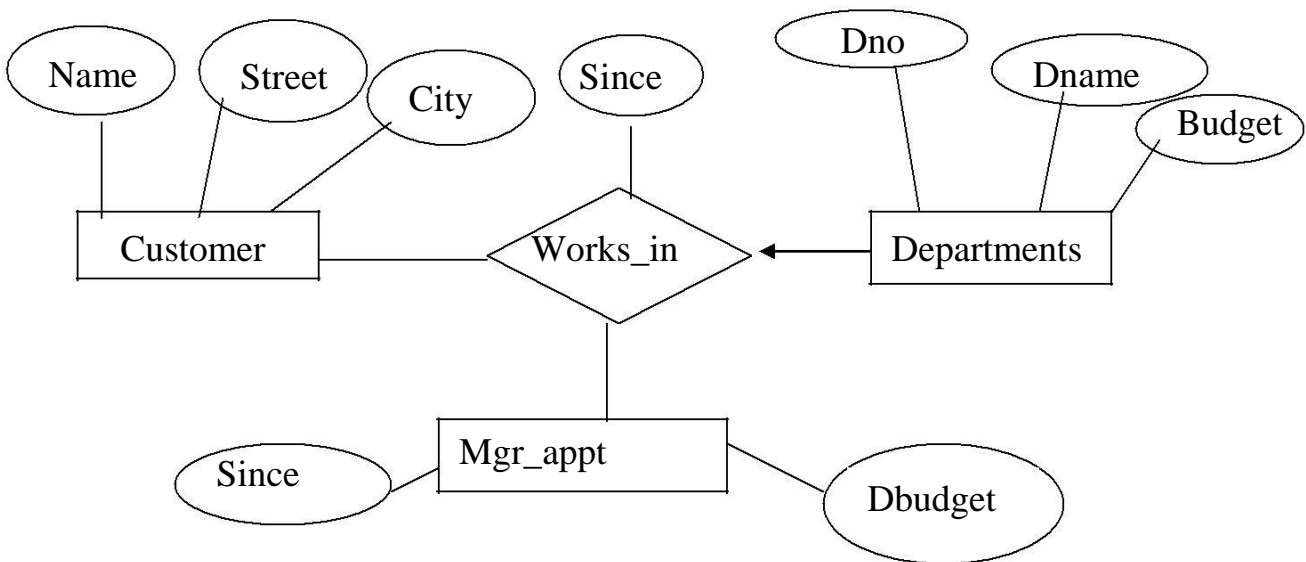 Name
Street
City
Since
Dno
Dname
Budget
Customer
Works_in
Departments
Since
Mgr_appt
Dbudget